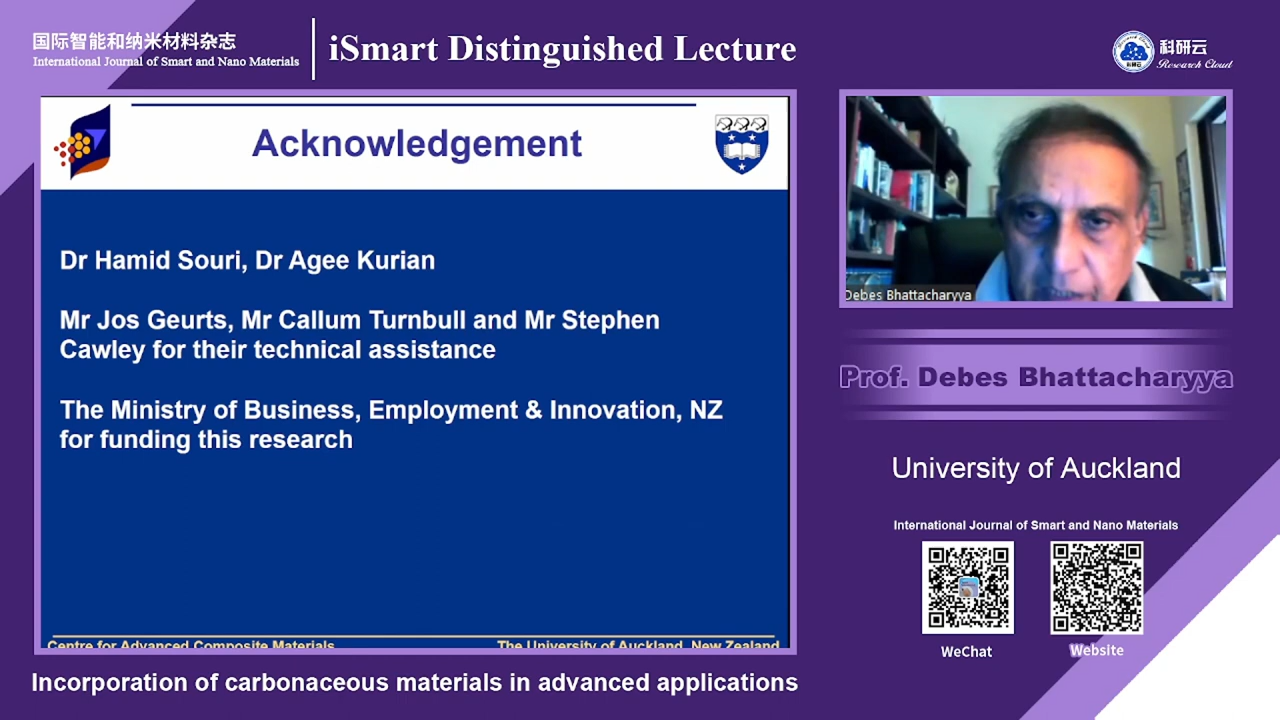 国际智能和纳米材料杂志
International Journal of Smart and Nano Materials
iSmart Distinguished Lecture
科研云
Research Cloud
Acknowledgement
Dr Hamid Souri, Dr Agee Kurian
Mr Jos Geurts, Mr Callum Turnbull and Mr Stephen
Cawley for their technical assistance
The Ministry of Business, Employment & Innovation, NZ
for funding this research
Centre for Advanced Composite Materials
The University of Auckland, New Zealand
Debes Bhattacharyya
Prof. Debes Bhattacharyya
University of Auckland
International Journal of Smart and Nano Materials
WeChat
Website
Incorporation of carbonaceous materials in advanced applications